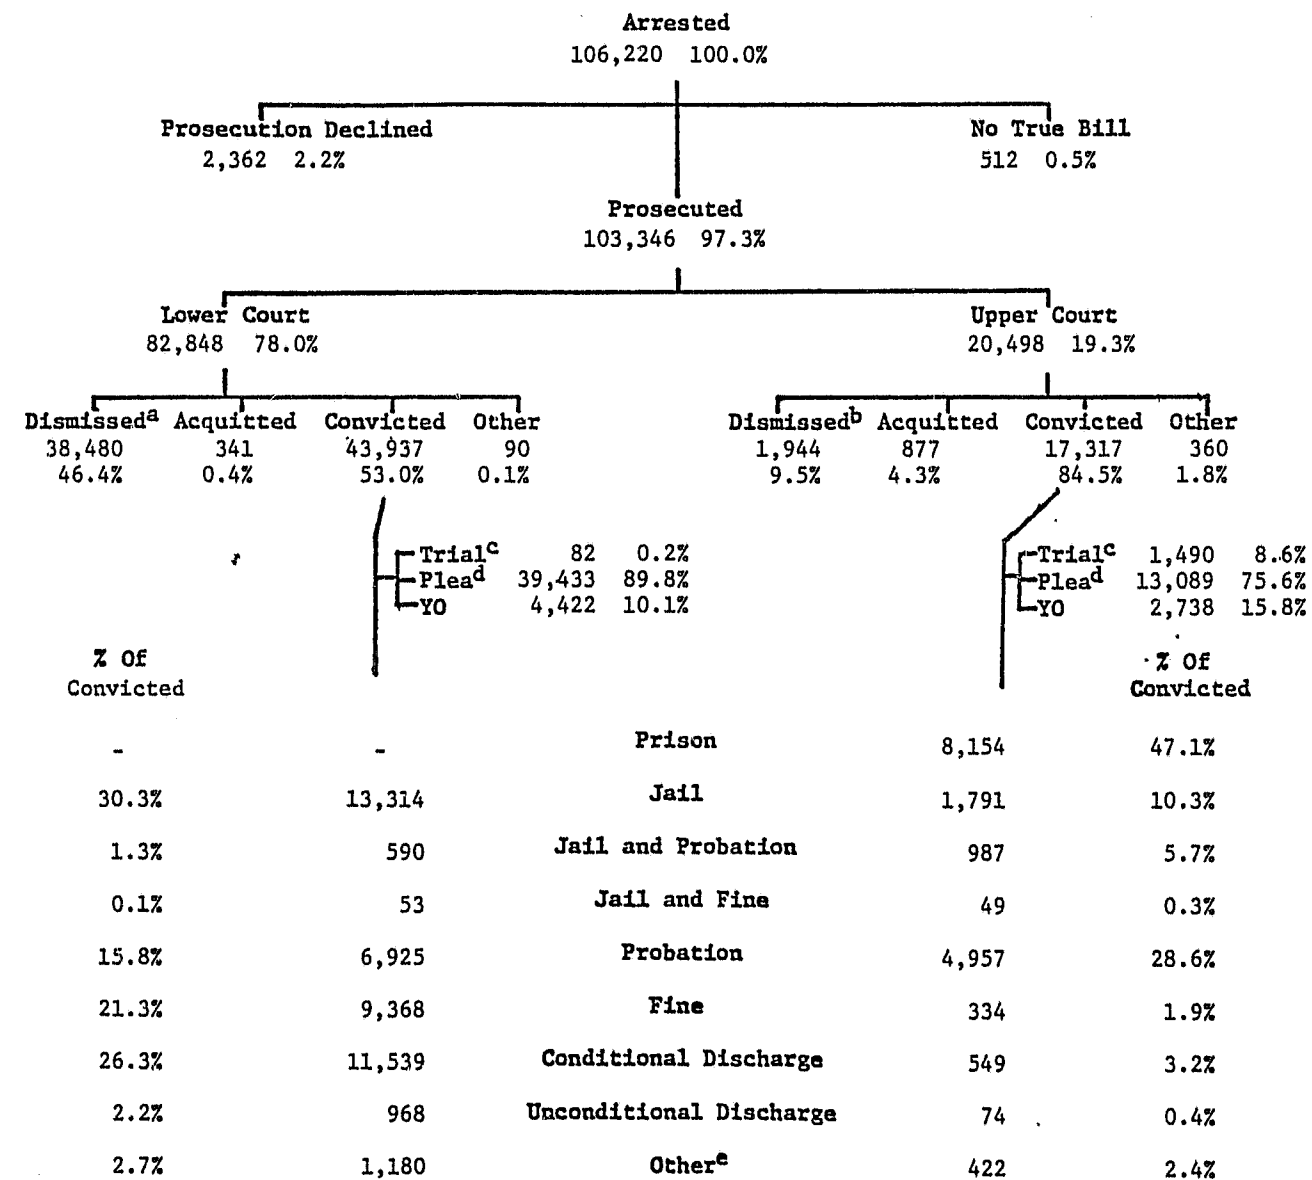 Arrested
106,220 100.0%
Prosecution Declined No True Bill
2,362 2.2% 512 0.5%
Prosecuted
103,346 97.3%
Lower Court Upper Court
82,848 78.0% 20,498 19.3%
Dismissedᵃ Acquitted Convicted Other Dismissedᵇ Acquitted Convicted Other
38,480 341 43,937 90 1,944 877 17,317 360
46.4% 0.4% 53.0% 0.1% 9.5% 4.3% 84.5% 1.8%
Trialᶜ 82 0.2% Trialᶜ 1,490 8.6%
Pleaᵈ 39,433 89.8% Pleaᵈ 13,089 75.6%
YO 4,422 10.1% YO 2,738 15.8%
% Of % Of
Convicted Convicted
- - Prison 8,154 47.1%
30.3% 13,314 Jail 1,791 10.3%
1.3% 590 Jail and Probation 987 5.7%
0.1% 53 Jail and Fine 49 0.3%
15.8% 6,925 Probation 4,957 28.6%
21.3% 9,368 Fine 334 1.9%
26.3% 11,539 Conditional Discharge 549 3.2%
2.2% 968 Unconditional Discharge 74 0.4%
2.7% 1,180 Otherᵉ 422 2.4%